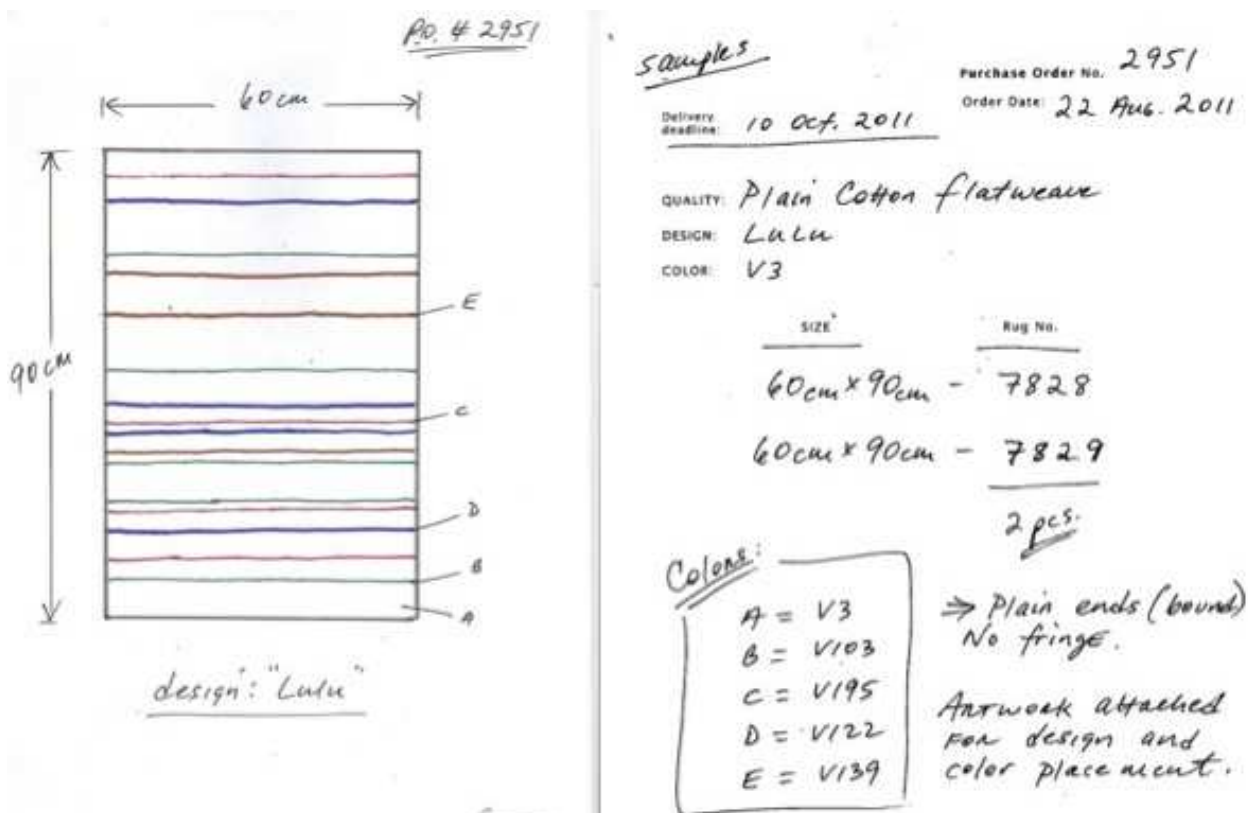 P.O. # 2951
60cm
90cm
E
C
D
B
A
design: "Lulu"
Samples
Purchase Order No. 2951
Order Date: 22 Aug. 2011
Delivery deadline: 10 Oct. 2011
QUALITY: Plain Cotton flatweave
DESIGN: LuLu
COLOR: V3
SIZE Rug No.
60cm x 90cm - 7828
60cm x 90cm - 7829
2 pcs.
Colors:
A = V3
B = V103
C = V195
D = V122
E = V139
⇒ Plain ends (bound)
No fringe.
Artwork attached
For design and
color placement.